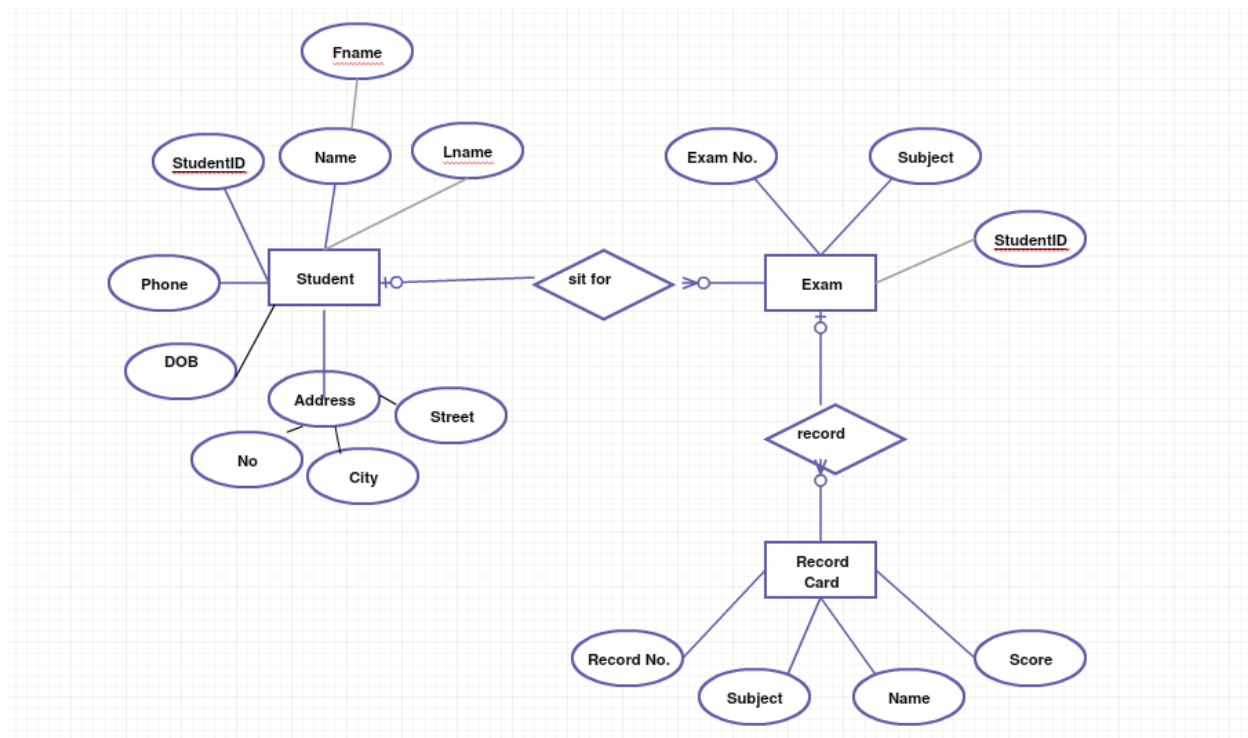 Fname
StudentID
Name
Lname
Exam No.
Subject
StudentID
Phone
Student
sit for
Exam
DOB
Address
Street
No
City
record
Record
Card
Record No.
Subject
Name
Score